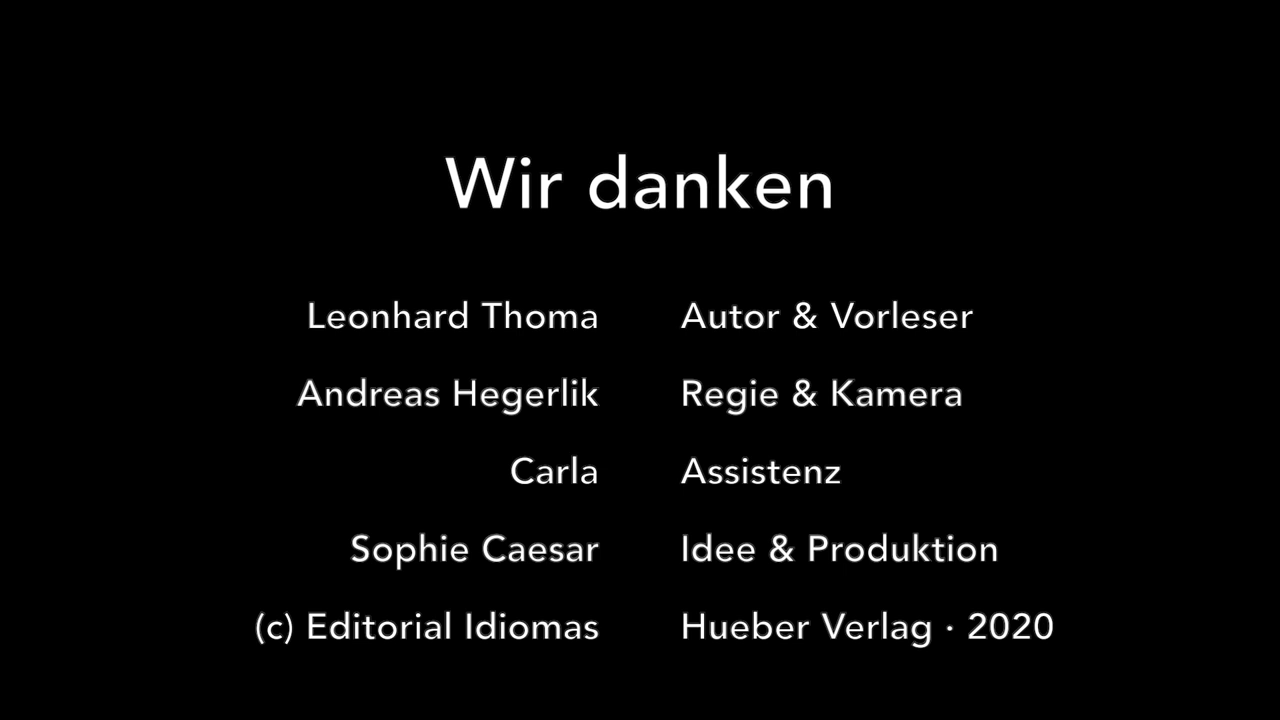 Wir danken
Leonhard Thoma Autor & Vorleser
Andreas Hegerlik Regie & Kamera
Carla Assistenz
Sophie Caesar Idee & Produktion
(c) Editorial Idiomas Hueber Verlag · 2020